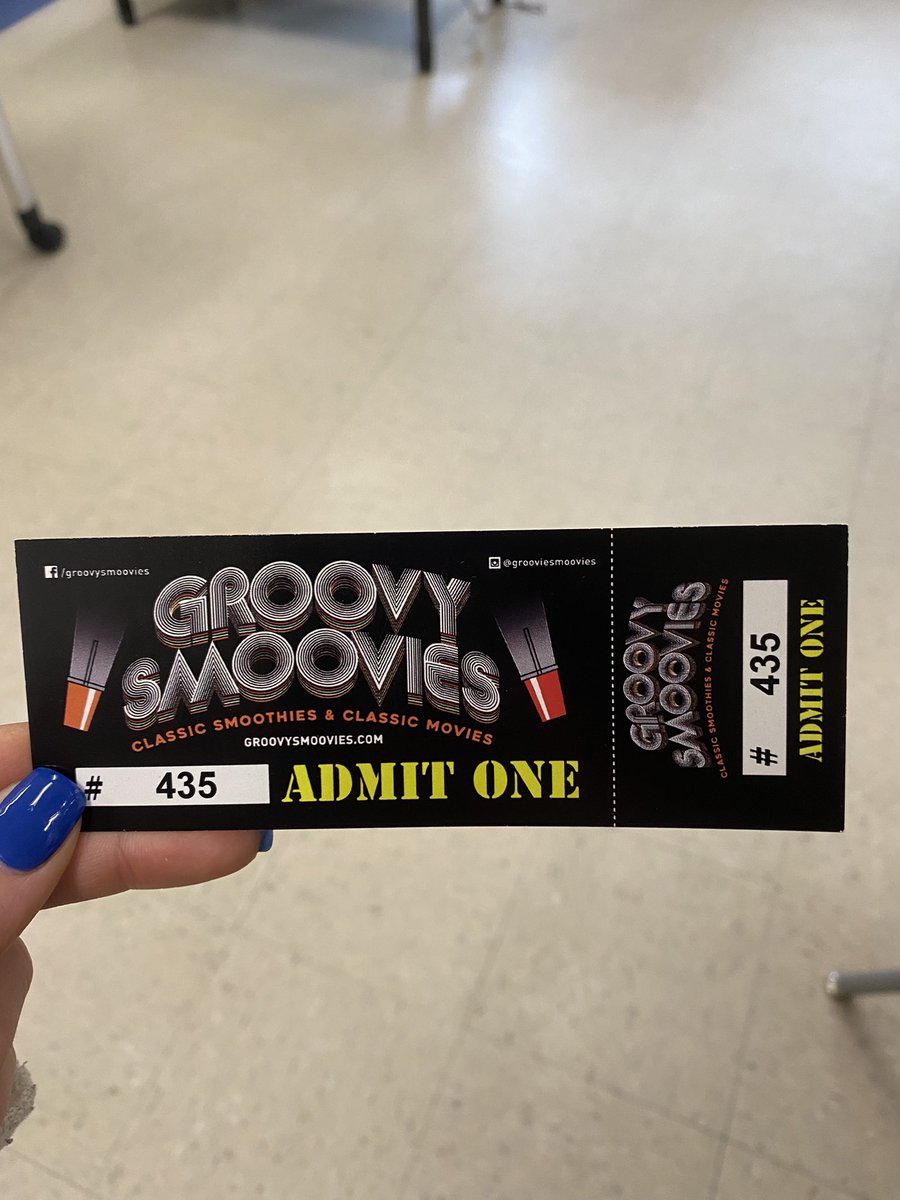 /groovysmoovies
@grooviesmoovies
GROOVY
SMOOVIES
CLASSIC SMOOTHIES & CLASSIC MOVIES
GROOVYSMOOVIES.COM
# 435
ADMIT ONE
GROOVY
SMOOVIES
CLASSIC SMOOTHIES & CLASSIC MOVIES
# 435
ADMIT ONE